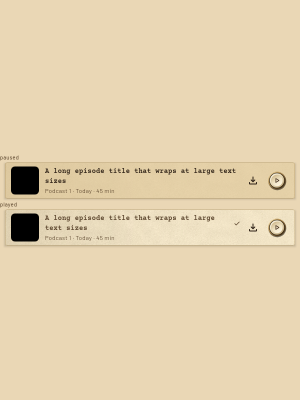 paused
A long episode title that wraps at large text
sizes
Podcast 1 · Today · 45 min
played
A long episode title that wraps at large
text sizes
Podcast 1 · Today · 45 min